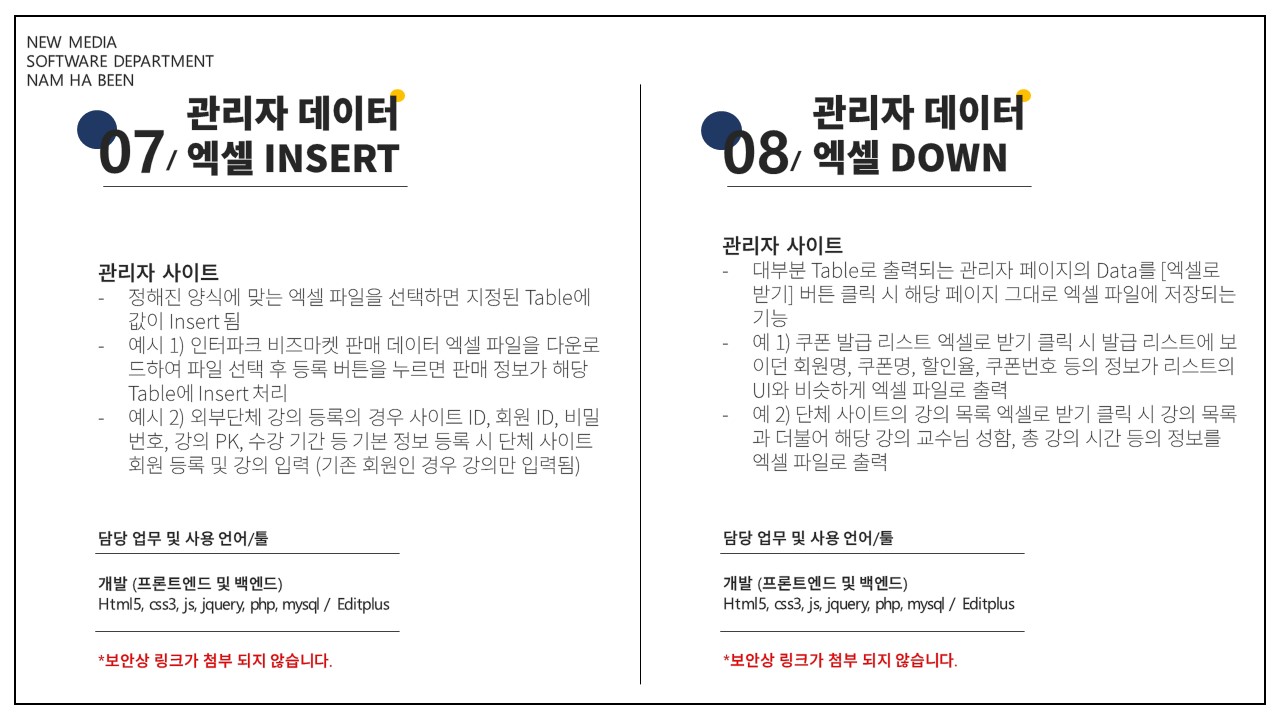 NEW MEDIA
SOFTWARE DEPARTMENT
NAM HA BEEN
07/
관리자 데이터
엑셀 INSERT
관리자 사이트
- 정해진 양식에 맞는 엑셀 파일을 선택하면 지정된 Table에
값이 Insert됨
- 예시 1) 인터파크 비즈마켓 판매 데이터 엑셀 파일을 다운로
드하여 파일 선택 후 등록 버튼을 누르면 판매 정보가 해당
Table에 Insert처리
- 예시 2) 외부단체 강의 등록의 경우 사이트 ID, 회원 ID, 비밀
번호, 강의 PK, 수강 기간 등 기본 정보 등록 시 단체 사이트
회원 등록 및 강의 입력 (기존 회원인 경우 강의만 입력됨)
담당 업무 및 사용 언어/툴
개발 (프론트엔드 및 백엔드)
Html5, css3, js, jquery, php, mysql / Editplus
*보안상 링크가 첨부 되지 않습니다.
08/
관리자 데이터
엑셀 DOWN
관리자 사이트
- 대부분 Table로 출력되는 관리자 페이지의 Data를 [엑셀로
받기] 버튼 클릭 시 해당 페이지 그대로 엑셀 파일에 저장되는
기능
- 예 1) 쿠폰 발급 리스트 엑셀로 받기 클릭 시 발급 리스트에 보
이던 회원명, 쿠폰명, 할인율, 쿠폰번호 등의 정보가 리스트의
UI와 비슷하게 엑셀 파일로 출력
- 예 2) 단체 사이트의 강의 목록 엑셀로 받기 클릭 시 강의 목록
과 더불어 해당 강의 교수님 성함, 총 강의 시간 등의 정보를
엑셀 파일로 출력
담당 업무 및 사용 언어/툴
개발 (프론트엔드 및 백엔드)
Html5, css3, js, jquery, php, mysql / Editplus
*보안상 링크가 첨부 되지 않습니다.